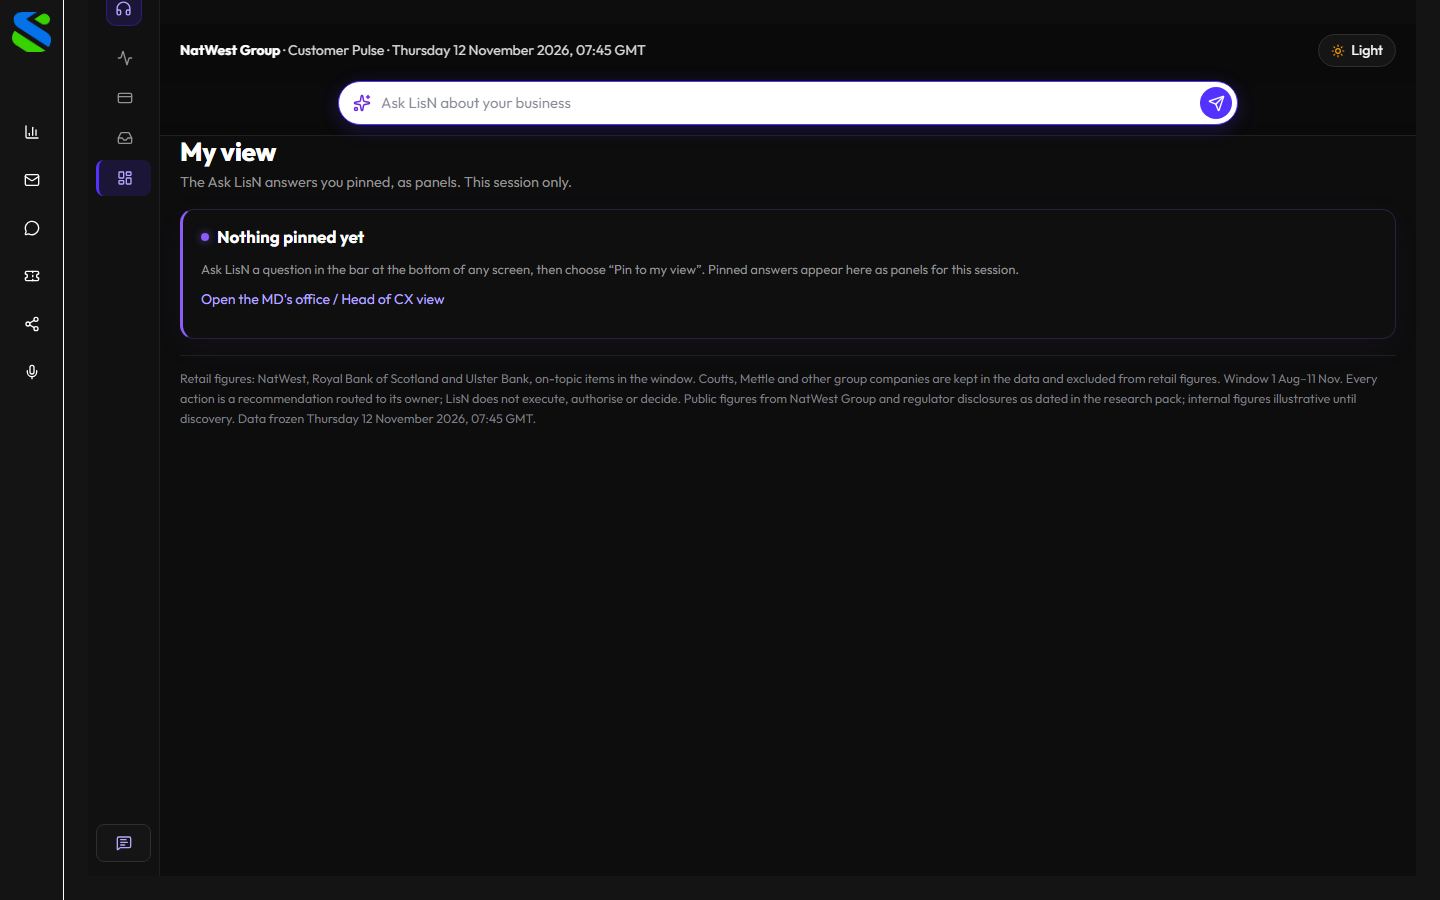 NatWest Group · Customer Pulse · Thursday 12 November 2026, 07:45 GMT
Light
Ask LisN about your business
My view
The Ask LisN answers you pinned, as panels. This session only.
Nothing pinned yet
Ask LisN a question in the bar at the bottom of any screen, then choose “Pin to my view”. Pinned answers appear here as panels for this session.
Open the MD's office / Head of CX view
Retail figures: NatWest, Royal Bank of Scotland and Ulster Bank, on-topic items in the window. Coutts, Mettle and other group companies are kept in the data and excluded from retail figures. Window 1 Aug–11 Nov. Every
action is a recommendation routed to its owner; LisN does not execute, authorise or decide. Public figures from NatWest Group and regulator disclosures as dated in the research pack; internal figures illustrative until
discovery. Data frozen Thursday 12 November 2026, 07:45 GMT.